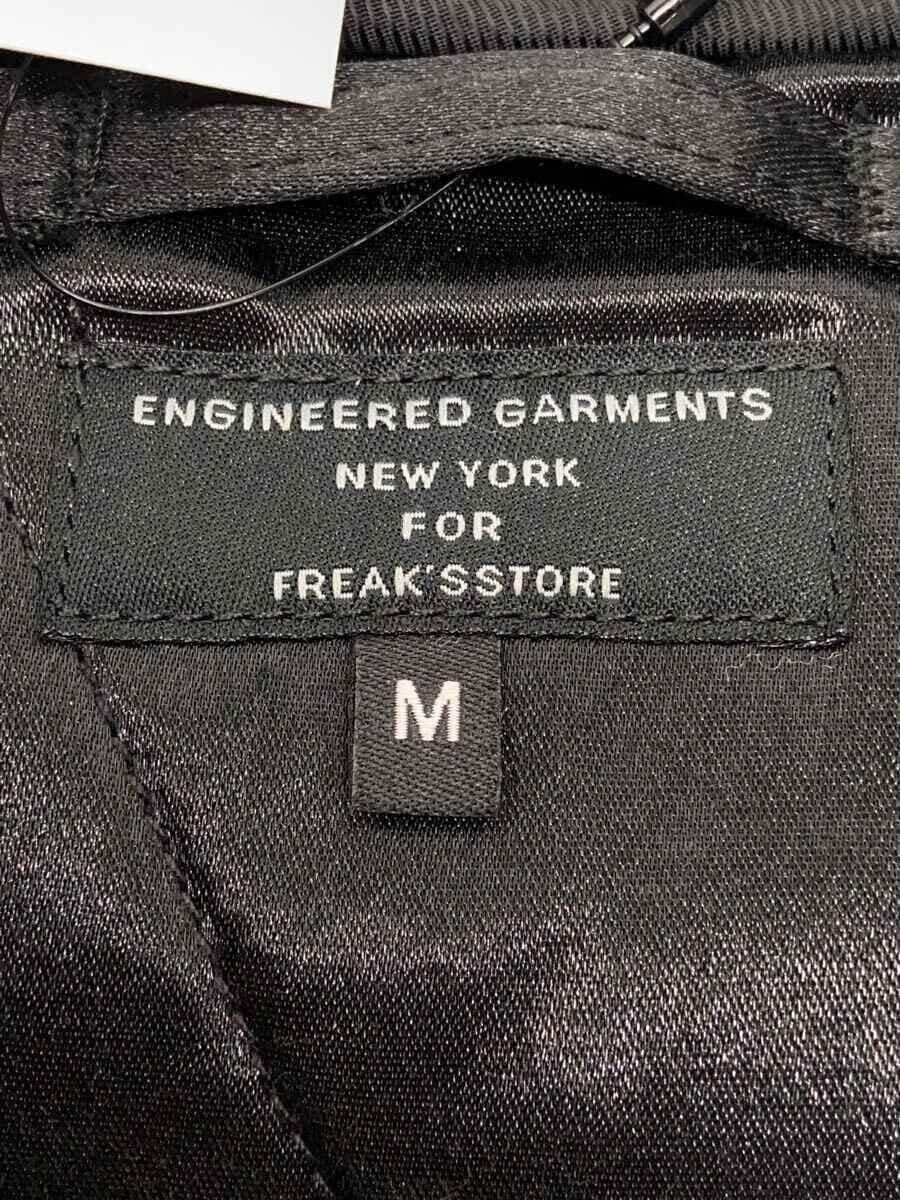 ENGINEERED GARMENTS
NEW YORK
FOR
FREAK'SSTORE
M